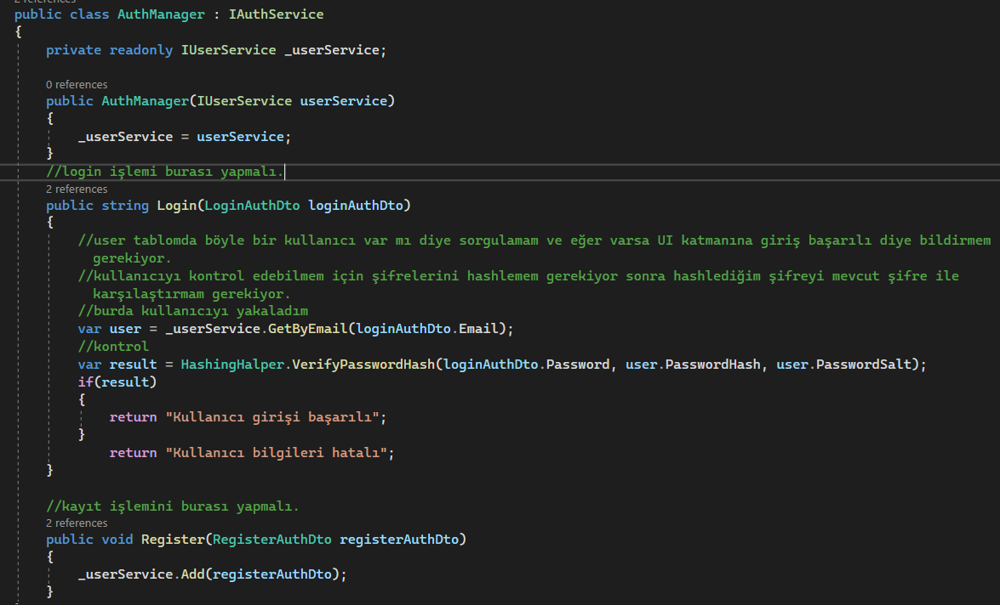 2 references
public class AuthManager : IAuthService
{
private readonly IUserService _userService;
0 references
public AuthManager(IUserService userService)
{
_userService = userService;
}
//login işlemi burası yapmalı.
2 references
public string Login(LoginAuthDto loginAuthDto)
{
//user tablomda böyle bir kullanıcı var mı diye sorgulamam ve eğer varsa UI katmanına giriş başarılı diye bildirmem
gerekiyor.
//kullanıcıyı kontrol edebilmem için şifrelerini hashlemem gerekiyor sonra hashlediğim şifreyi mevcut şifre ile
karşılaştırmam gerekiyor.
//burda kullanıcıyı yakaladım
var user = _userService.GetByEmail(loginAuthDto.Email);
//kontrol
var result = HashingHalper.VerifyPasswordHash(loginAuthDto.Password, user.PasswordHash, user.PasswordSalt);
if(result)
{
return "Kullanıcı girişi başarılı";
}
return "Kullanıcı bilgileri hatalı";
}
//kayıt işlemini burası yapmalı.
2 references
public void Register(RegisterAuthDto registerAuthDto)
{
_userService.Add(registerAuthDto);
}